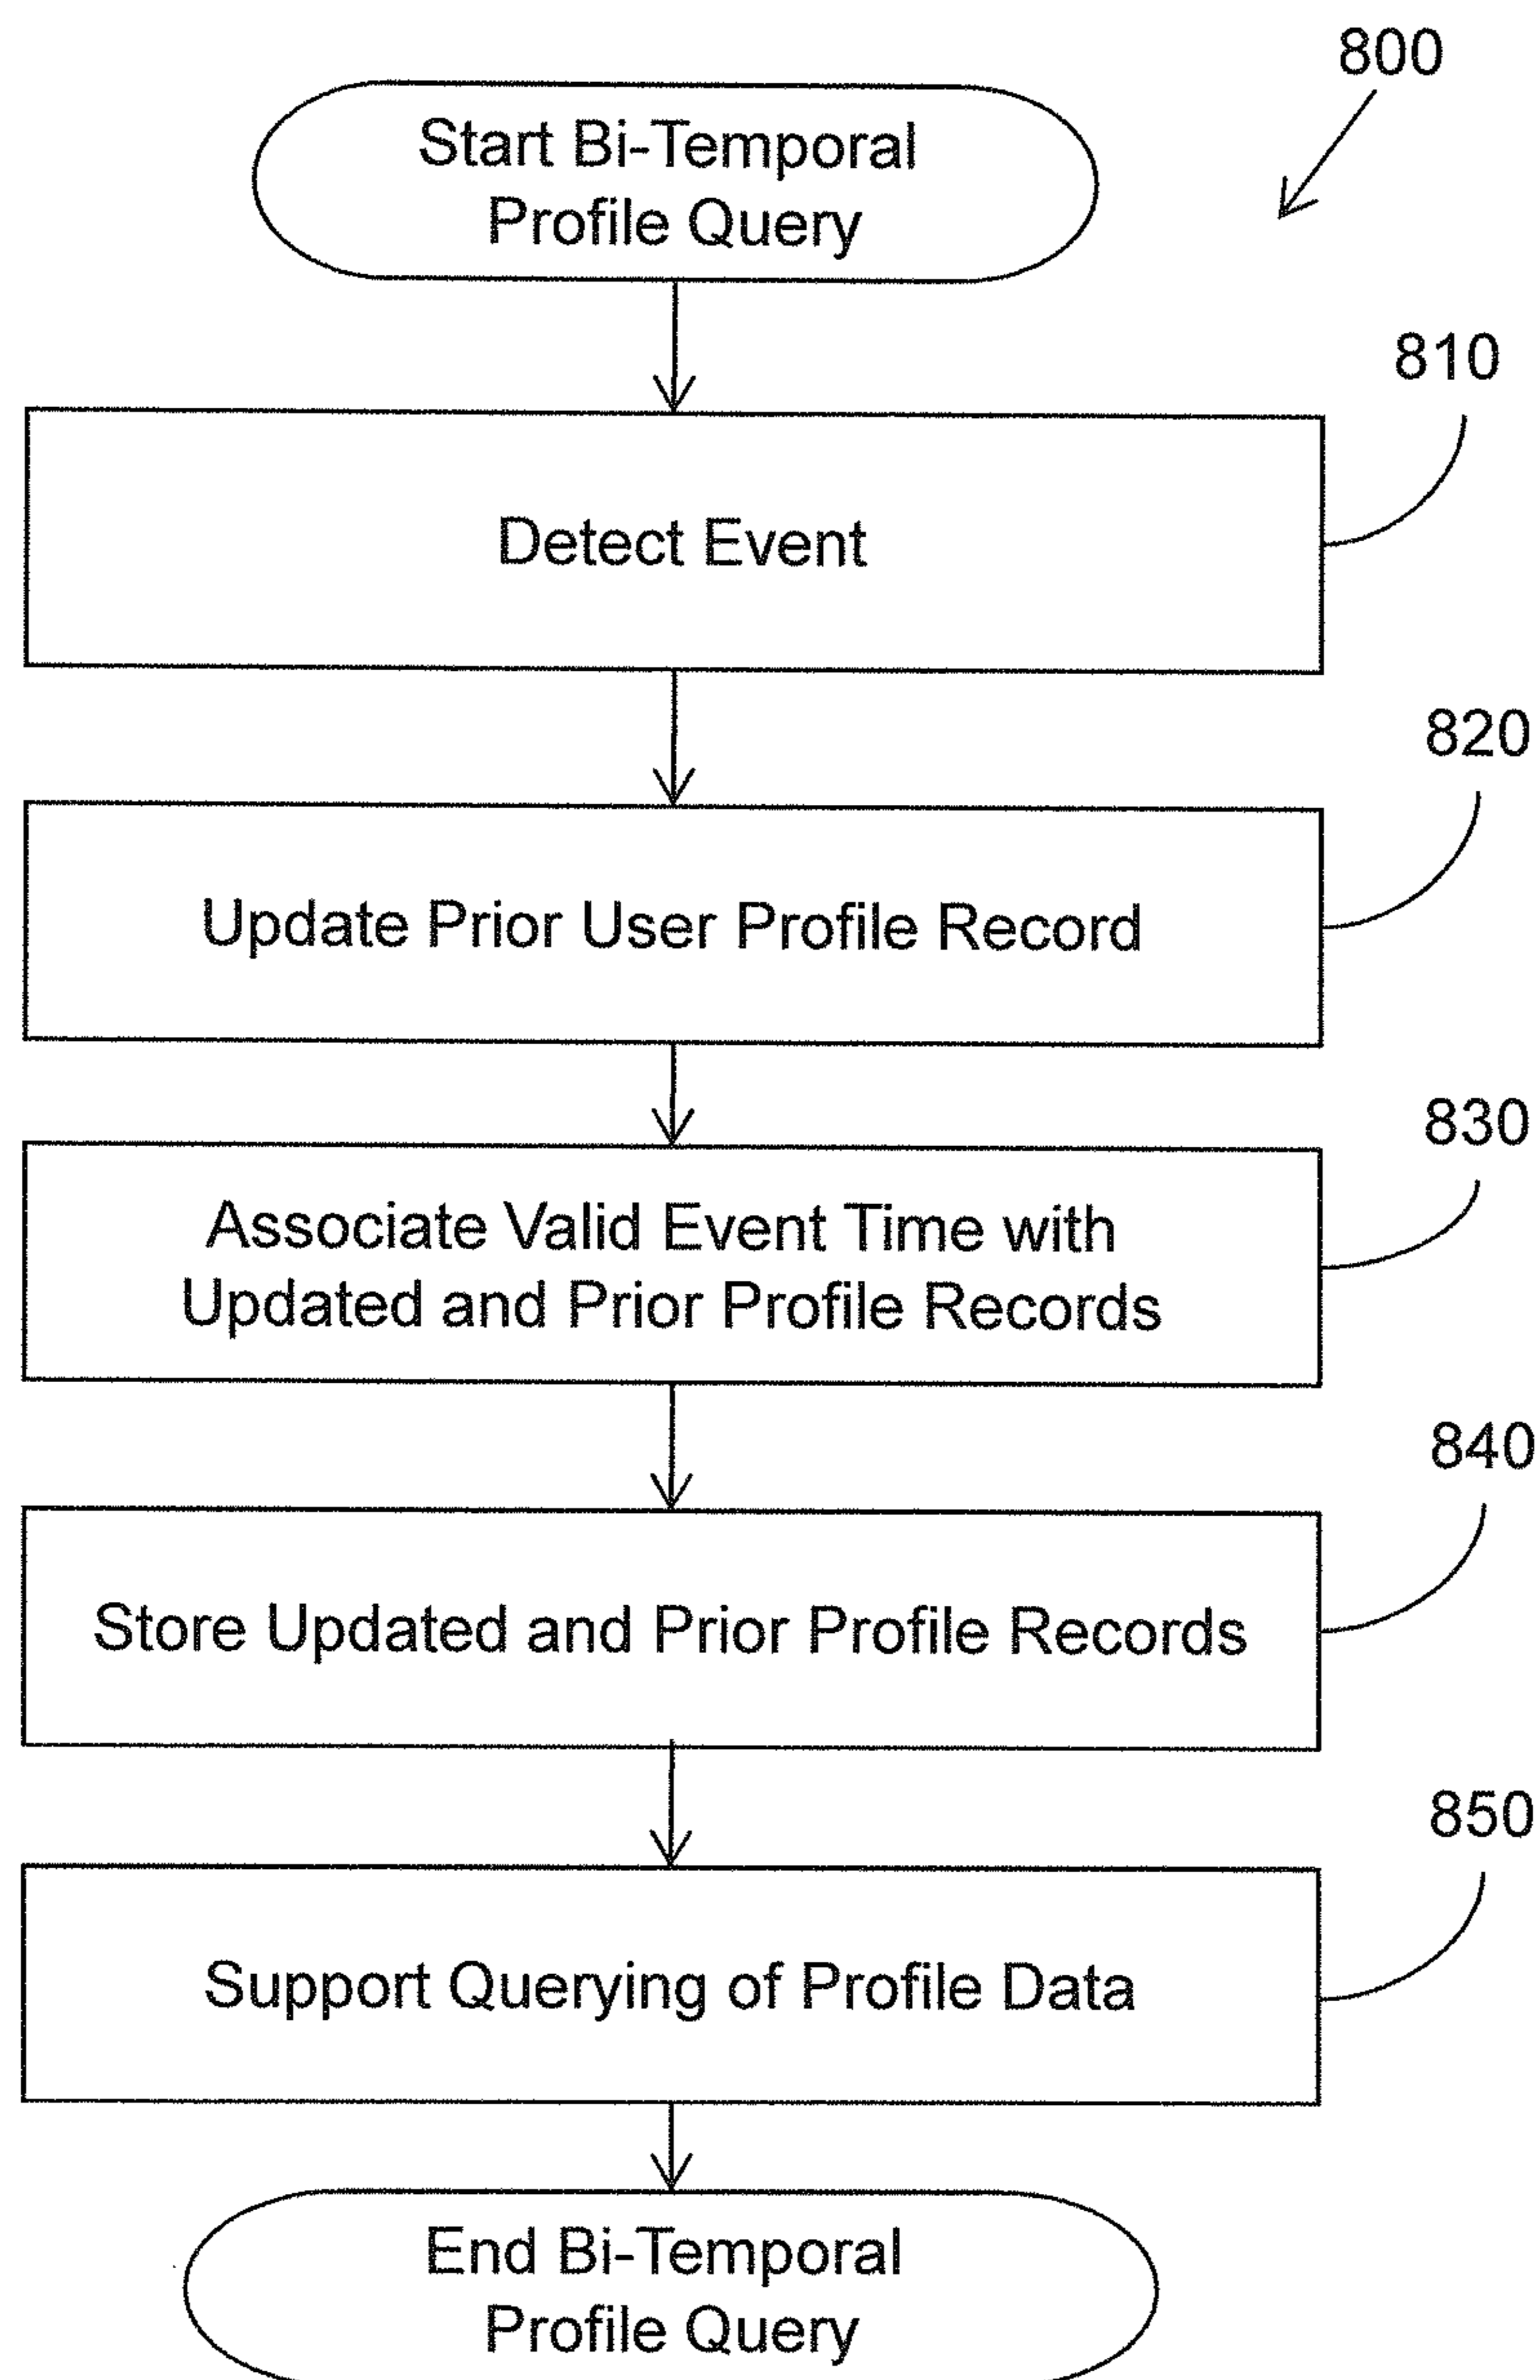 800
Start Bi-Temporal
Profile Query
810
Detect Event
820
Update Prior User Profile Record
830
Associate Valid Event Time with
Updated and Prior Profile Records
840
Store Updated and Prior Profile Records
850
Support Querying of Profile Data
End Bi-Temporal
Profile Query